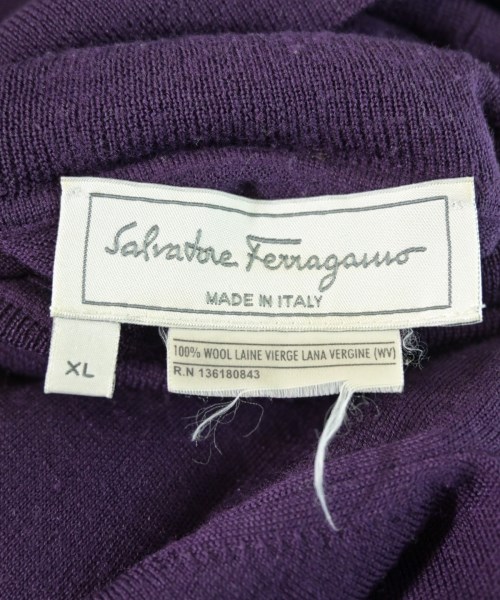 Salvatore Ferragamo
MADE IN ITALY
XL
100% WOOL LAINE VIERGE LANA VERGINE (WV)
R.N 136180843